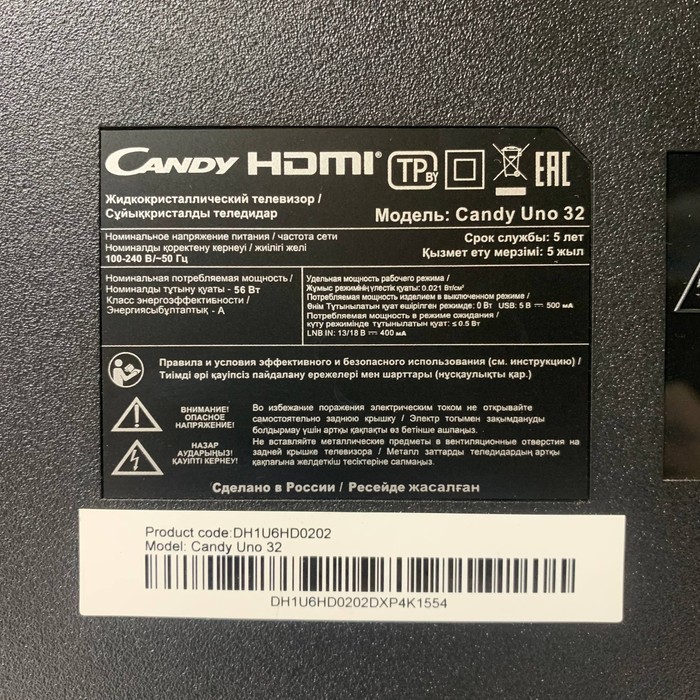 CANDY HDMI® TP BY EAC
Жидкокристаллический телевизор /
Сұйыққристалды теледидар
Модель: Candy Uno 32
Номинальное напряжение питания / частота сети
Номиналды қоректену кернеуі / жиілігі желі
100-240 В/~50 Гц
Срок службы: 5 лет
Қызмет ету мерзімі: 5 жыл
Номинальная потребляемая мощность /
Номиналды тұтыну қуаты - 56 Вт
Класс энергоэффективности /
Энергиясыбұлтаптық - А
Удельная мощность рабочего режима /
Жұмыс режимінің үлестік қуаты: 0.021 Вт/см²
Потребляемая мощность изделием в выключенном режиме /
Өнім Тұтынылатын қуат өшірілген режимде: 0 Вт USB: 5 В ⎓ 500 мА
Потребляемая мощность в режиме ожидания /
күту режимінде тұтынылатын қуат: ≤ 0.5 Вт
LNB IN: 13/18 В ⎓ 400 мА
Правила и условия эффективного и безопасного использования (см. инструкцию) /
Тиімді әрі қауіпсіз пайдалану ережелері мен шарттары (нұсқаулықты қар.)
ВНИМАНИЕ!
ОПАСНОЕ
НАПРЯЖЕНИЕ!
НАЗАР
АУДАРЫҢЫЗ!
ҚАУІПТІ КЕРНЕУ!
Во избежание поражения электрическим током не открывайте
самостоятельно заднюю крышку / Электр тогымен зақымдануды
болдырмау үшін артқы қақпақты өз бетінше ашпаңыз.
Не вставляйте металлические предметы в вентиляционные отверстия на
задней крышке телевизора / Металл заттарды теледидардың артқы
қақпағына желдеткіш тесіктеріне салмаңыз.
Сделано в России / Ресейде жасалған
Product code:DH1U6HD0202
Model: Candy Uno 32
DH1U6HD0202DXP4K1554